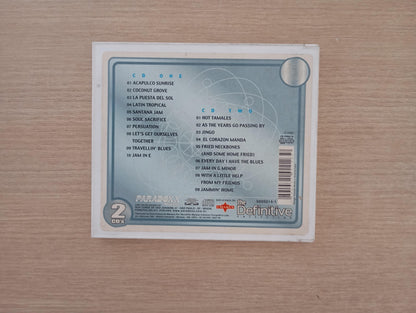 CD ONE
01 ACAPULCO SUNRISE
02 COCONUT GROVE
03 LA PUESTA DEL SOL
04 LATIN TROPICAL
05 SANTANA JAM
06 SOUL SACRIFICE
07 PERSUATION
08 LET'S GET OURSELVES
TOGETHER
09 TRAVELLIN' BLUES
10 JAM IN E
CD TWO
01 HOT TAMALES
02 AS THE YEARS GO PASSING BY
03 JINGO
04 EL CORAZON MANDA
05 FRIED NECKBONES
(AND SOME HOME FRIED)
06 EVERY DAY I HAVE THE BLUES
07 JAM IN G MINOR
08 WITH A LITTLE HELP
FROM MY FRIENDS
09 JAMMIN' HOME
2
CD's
PARADOXX
the
Definitive